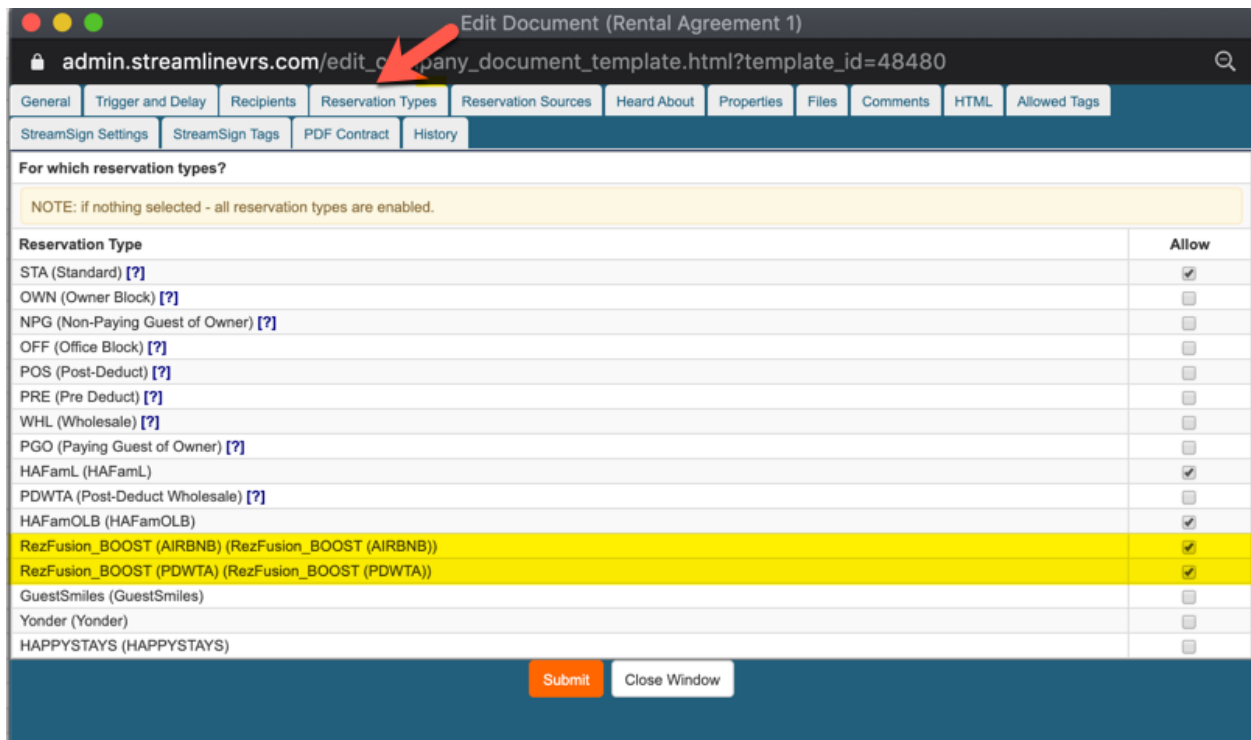 Edit Document (Rental Agreement 1)
admin.streamlinevrs.com/edit_company_document_template.html?template_id=48480
General Trigger and Delay Recipients Reservation Types Reservation Sources Heard About Properties Files Comments HTML Allowed Tags
StreamSign Settings StreamSign Tags PDF Contract History
For which reservation types?
NOTE: if nothing selected - all reservation types are enabled.
Reservation Type Allow
STA (Standard) [?]
OWN (Owner Block) [?]
NPG (Non-Paying Guest of Owner) [?]
OFF (Office Block) [?]
POS (Post-Deduct) [?]
PRE (Pre Deduct) [?]
WHL (Wholesale) [?]
PGO (Paying Guest of Owner) [?]
HAFamL (HAFamL)
PDWTA (Post-Deduct Wholesale) [?]
HAFamOLB (HAFamOLB)
RezFusion_BOOST (AIRBNB) (RezFusion_BOOST (AIRBNB))
RezFusion_BOOST (PDWTA) (RezFusion_BOOST (PDWTA))
GuestSmiles (GuestSmiles)
Yonder (Yonder)
HAPPYSTAYS (HAPPYSTAYS)
Submit Close Window